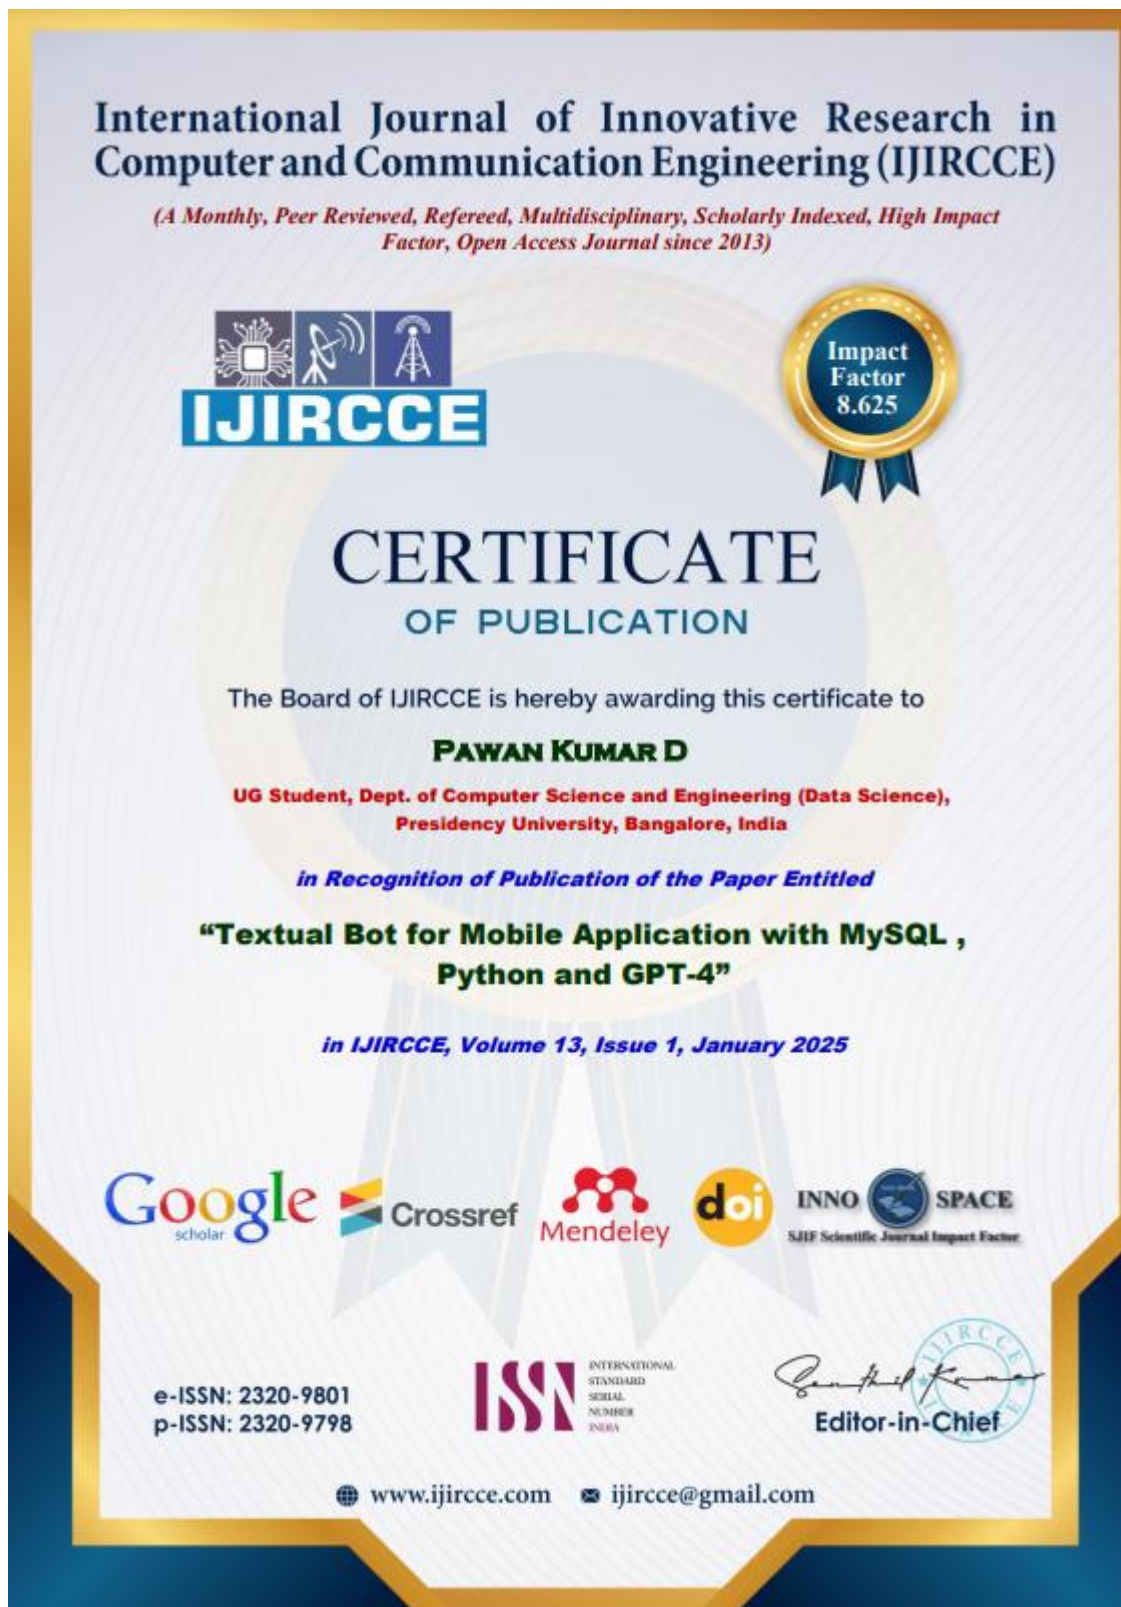 International Journal of Innovative Research in
Computer and Communication Engineering (IJIRCCE)
(A Monthly, Peer Reviewed, Refereed, Multidisciplinary, Scholarly Indexed, High Impact
Factor, Open Access Journal since 2013)
IJIRCCE
Impact
Factor
8.625
CERTIFICATE
OF PUBLICATION
The Board of IJIRCCE is hereby awarding this certificate to
PAWAN KUMAR D
UG Student, Dept. of Computer Science and Engineering (Data Science),
Presidency University, Bangalore, India
in Recognition of Publication of the Paper Entitled
“Textual Bot for Mobile Application with MySQL ,
Python and GPT-4”
in IJIRCCE, Volume 13, Issue 1, January 2025
Google
scholar
Crossref
Mendeley
doi
INNO SPACE
SJIF Scientific Journal Impact Factor
e-ISSN: 2320-9801
p-ISSN: 2320-9798
ISSN
INTERNATIONAL
STANDARD
SERIAL
NUMBER
INDIA
IJIRCCE
Senthil Kumar
Editor-in-Chief
www.ijircce.com ijircce@gmail.com